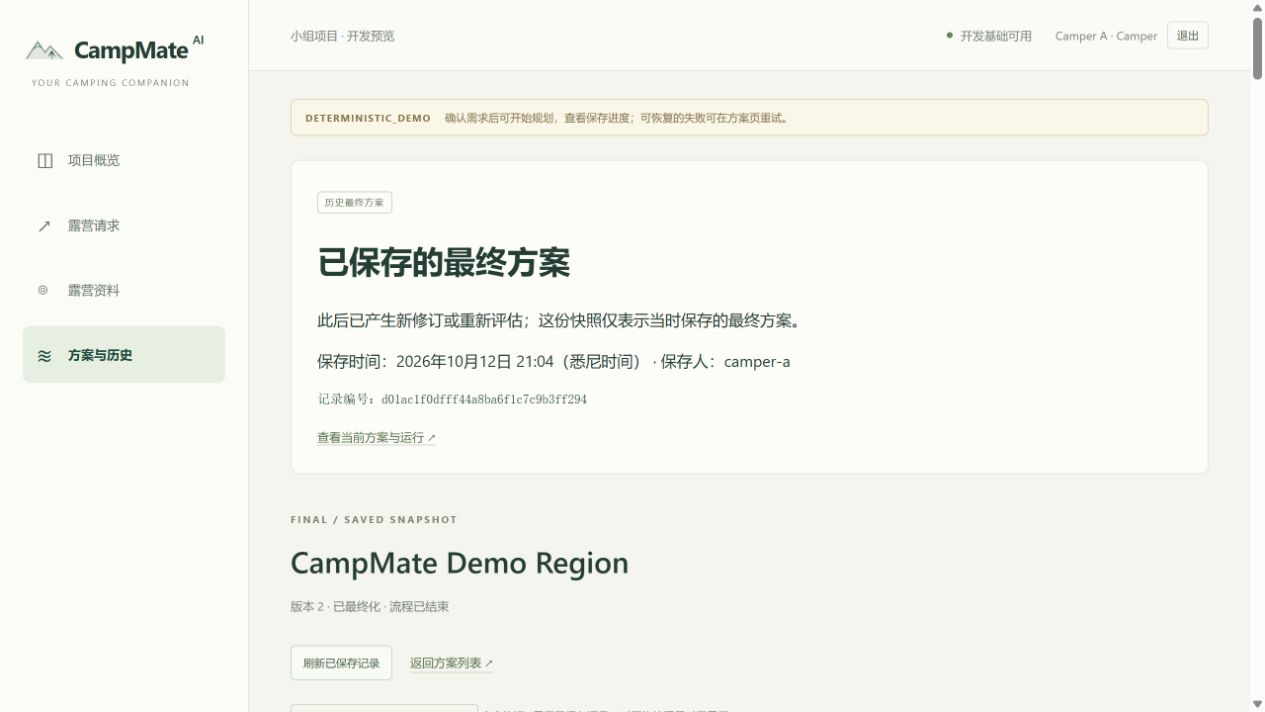 CampMate AI
YOUR CAMPING COMPANION
项目概览
露营请求
露营资料
方案与历史
小组项目 · 开发预览
开发基础可用
Camper A · Camper
退出
DETERMINISTIC_DEMO 确认需求后可开始规划，查看保存进度；可恢复的失败可在方案页重试。
历史最终方案
已保存的最终方案
此后已产生新修订或重新评估；这份快照仅表示当时保存的最终方案。
保存时间：2026年10月12日 21:04（悉尼时间） · 保存人：camper-a
记录编号：d01ac1f0dfff44a8ba6f1c7c9b3ff294
查看当前方案与运行 ↗
FINAL / SAVED SNAPSHOT
CampMate Demo Region
版本 2 · 已最终化 · 流程已结束
刷新已保存记录
返回方案列表 ↗